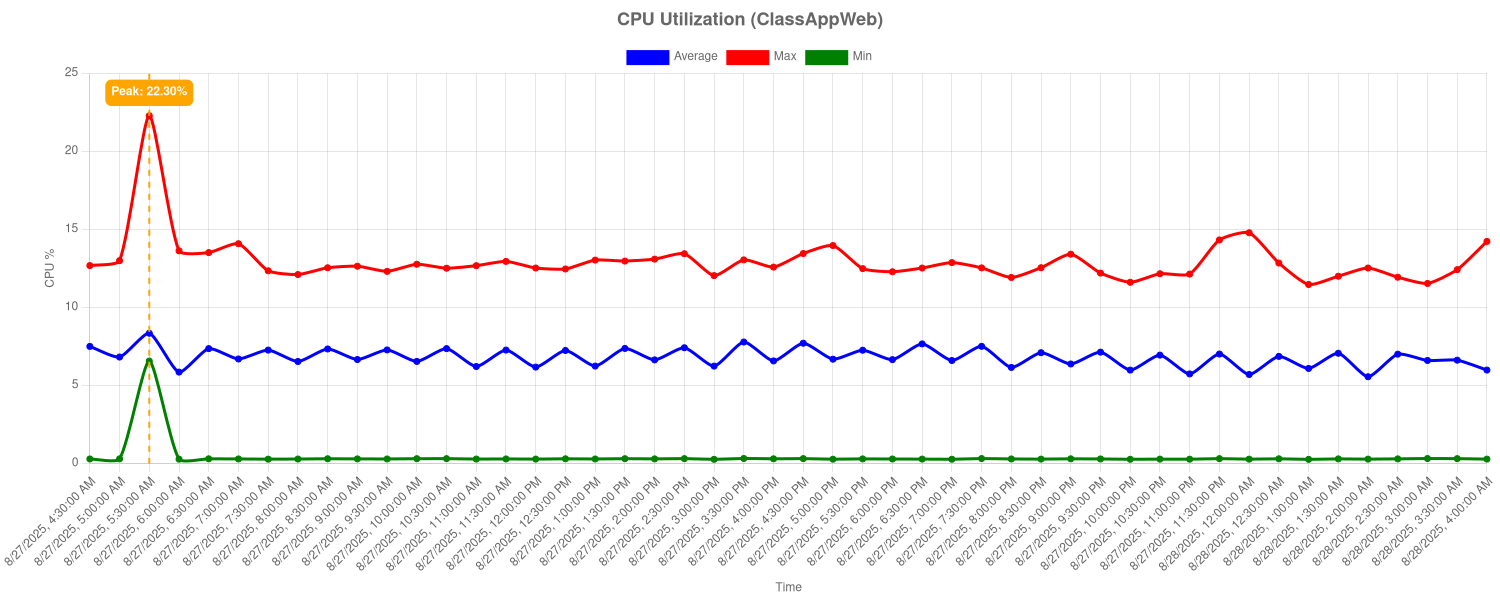 CPU Utilization (ClassAppWeb)
Average Max Min
25
Peak: 22.30%
20
15
CPU %
10
5
0
8/27/2025, 4:30:00 AM
8/27/2025, 5:00:00 AM
8/27/2025, 5:30:00 AM
8/27/2025, 6:00:00 AM
8/27/2025, 6:30:00 AM
8/27/2025, 7:00:00 AM
8/27/2025, 7:30:00 AM
8/27/2025, 8:00:00 AM
8/27/2025, 8:30:00 AM
8/27/2025, 9:00:00 AM
8/27/2025, 9:30:00 AM
8/27/2025, 10:00:00 AM
8/27/2025, 10:30:00 AM
8/27/2025, 11:00:00 AM
8/27/2025, 11:30:00 AM
8/27/2025, 12:00:00 PM
8/27/2025, 12:30:00 PM
8/27/2025, 1:00:00 PM
8/27/2025, 1:30:00 PM
8/27/2025, 2:00:00 PM
8/27/2025, 2:30:00 PM
8/27/2025, 3:00:00 PM
8/27/2025, 3:30:00 PM
8/27/2025, 4:00:00 PM
8/27/2025, 4:30:00 PM
8/27/2025, 5:00:00 PM
8/27/2025, 5:30:00 PM
8/27/2025, 6:00:00 PM
8/27/2025, 6:30:00 PM
8/27/2025, 7:00:00 PM
8/27/2025, 7:30:00 PM
8/27/2025, 8:00:00 PM
8/27/2025, 8:30:00 PM
8/27/2025, 9:00:00 PM
8/27/2025, 9:30:00 PM
8/27/2025, 10:00:00 PM
8/27/2025, 10:30:00 PM
8/27/2025, 11:00:00 PM
8/27/2025, 11:30:00 PM
8/28/2025, 12:00:00 AM
8/28/2025, 12:30:00 AM
8/28/2025, 1:00:00 AM
8/28/2025, 1:30:00 AM
8/28/2025, 2:00:00 AM
8/28/2025, 2:30:00 AM
8/28/2025, 3:00:00 AM
8/28/2025, 3:30:00 AM
8/28/2025, 4:00:00 AM
Time